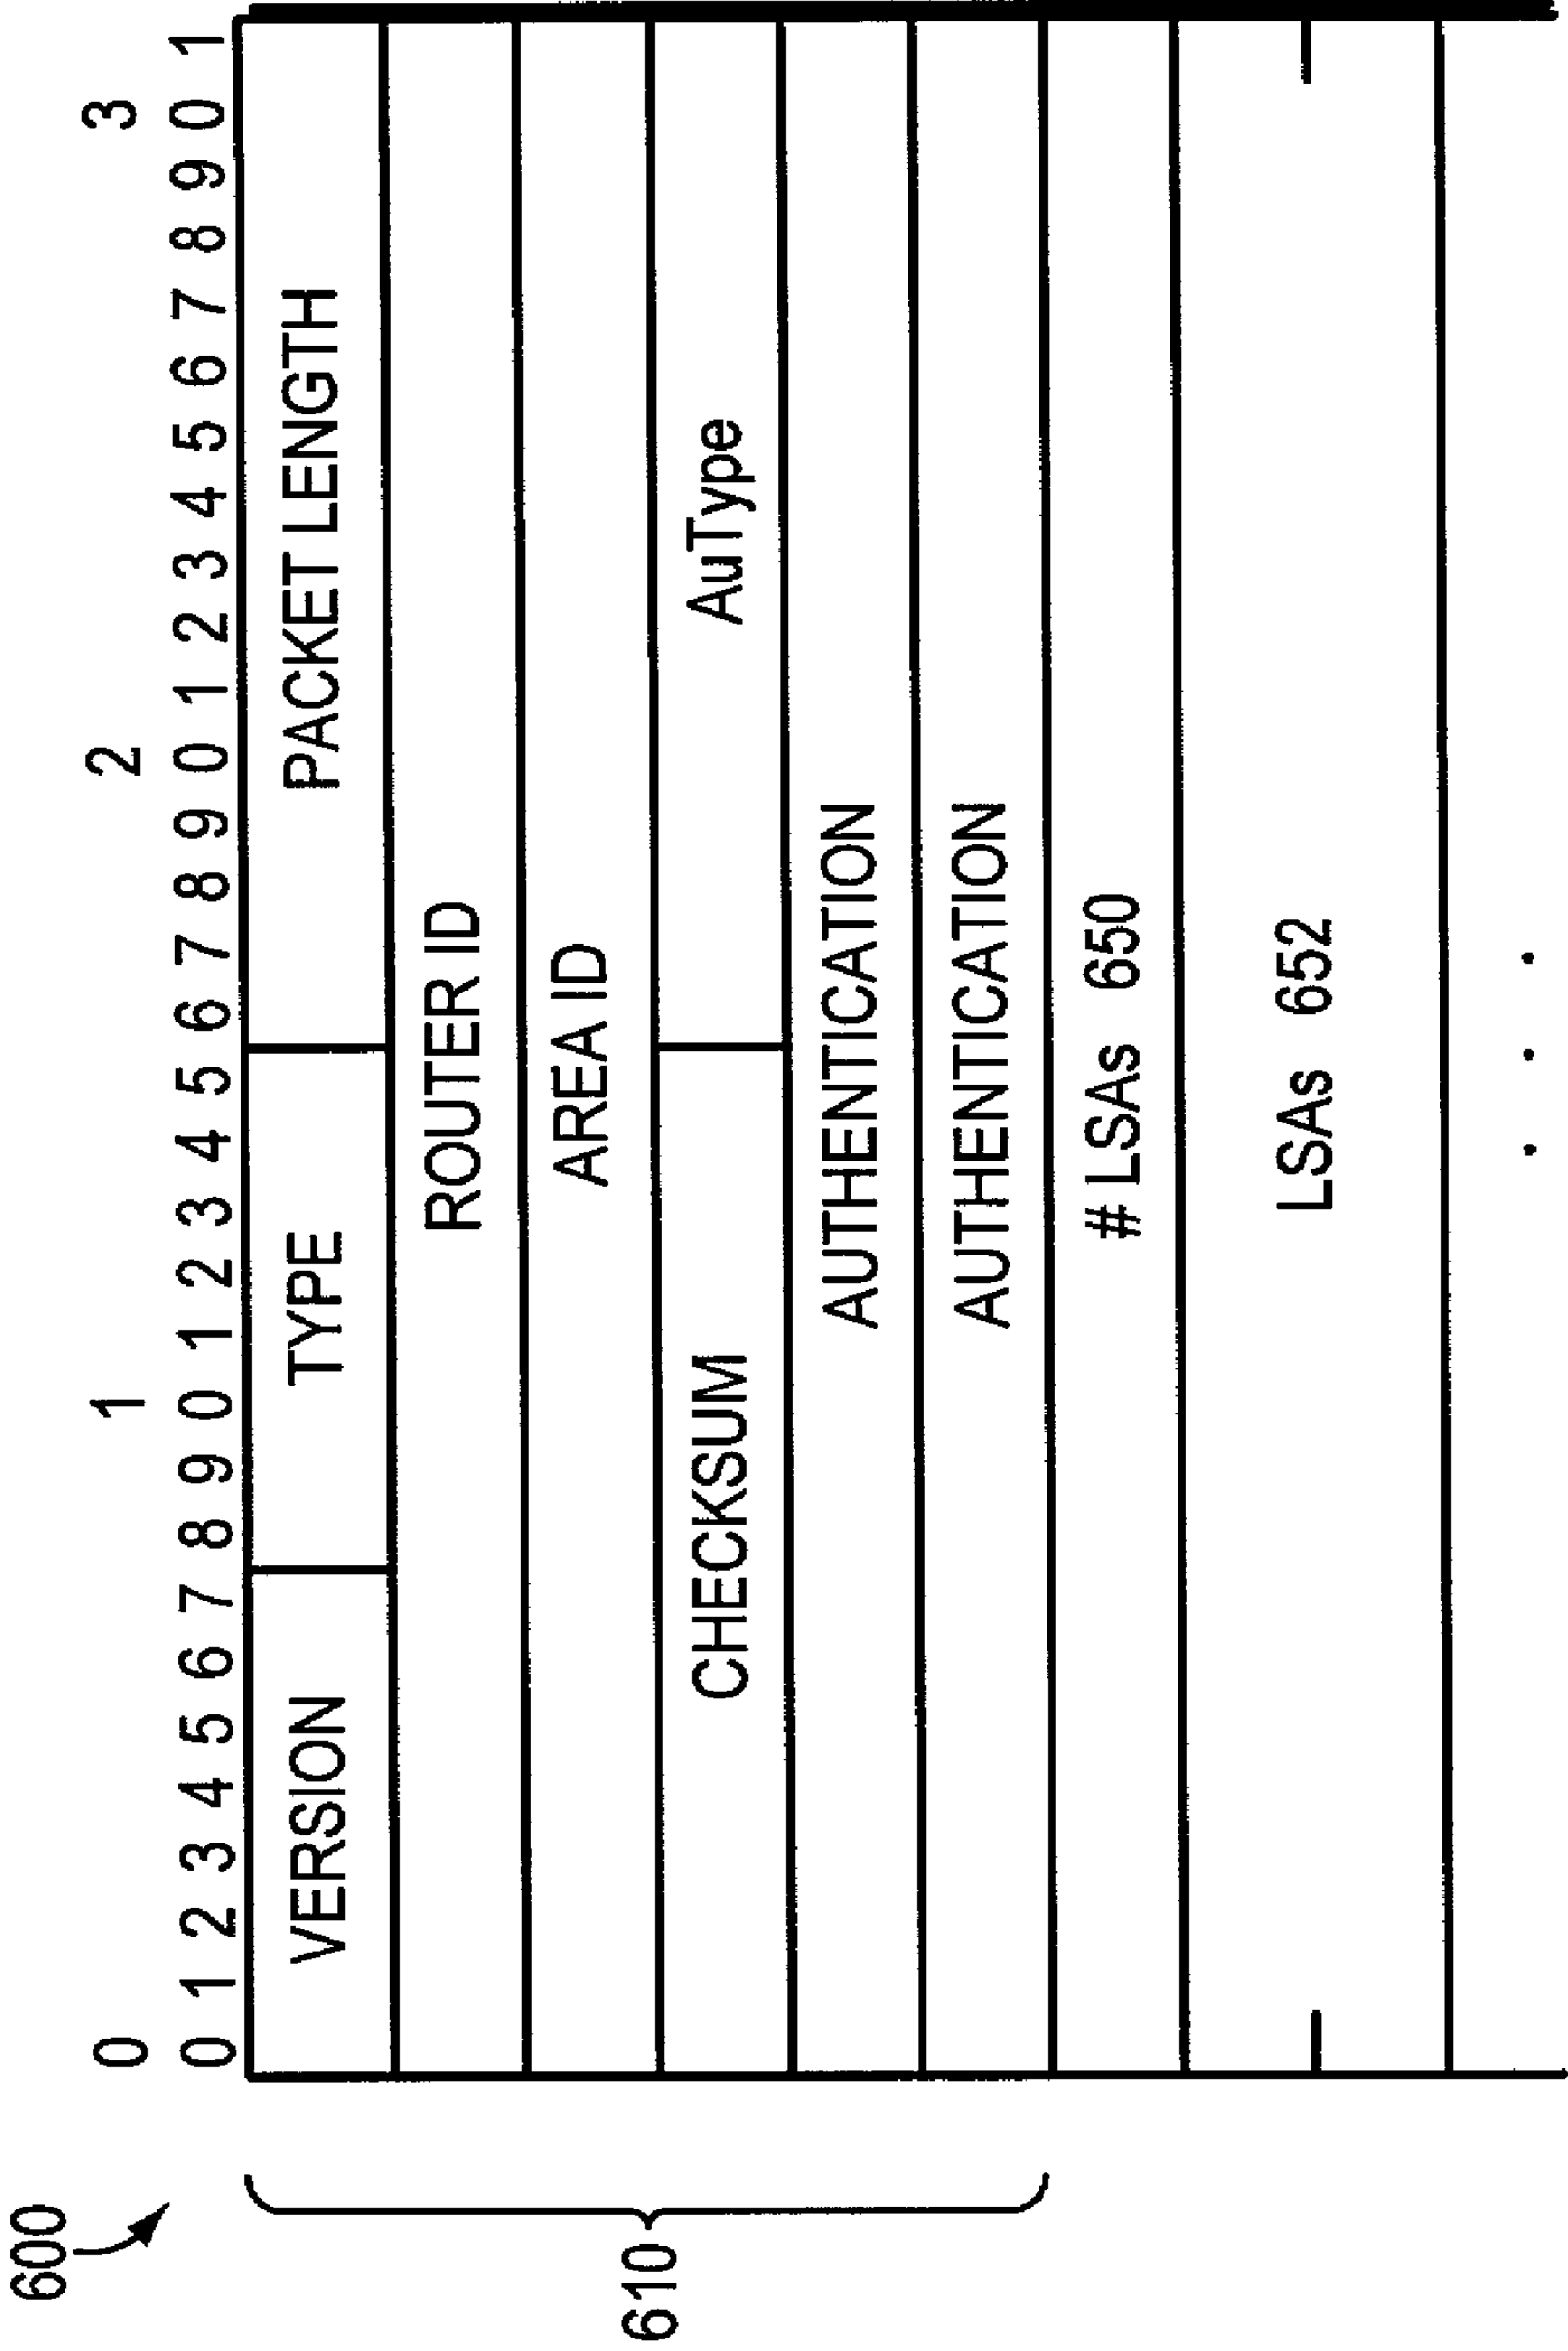 600
0 1 2 3
0 1 2 3 4 5 6 7 8 9 0 1 2 3 4 5 6 7 8 9 0 1 2 3 4 5 6 7 8 9 0 1
VERSION TYPE PACKET LENGTH
ROUTER ID
AREA ID
610
CHECKSUM AuType
AUTHENTICATION
AUTHENTICATION
# LSAs 650
LSAs 652
. . .